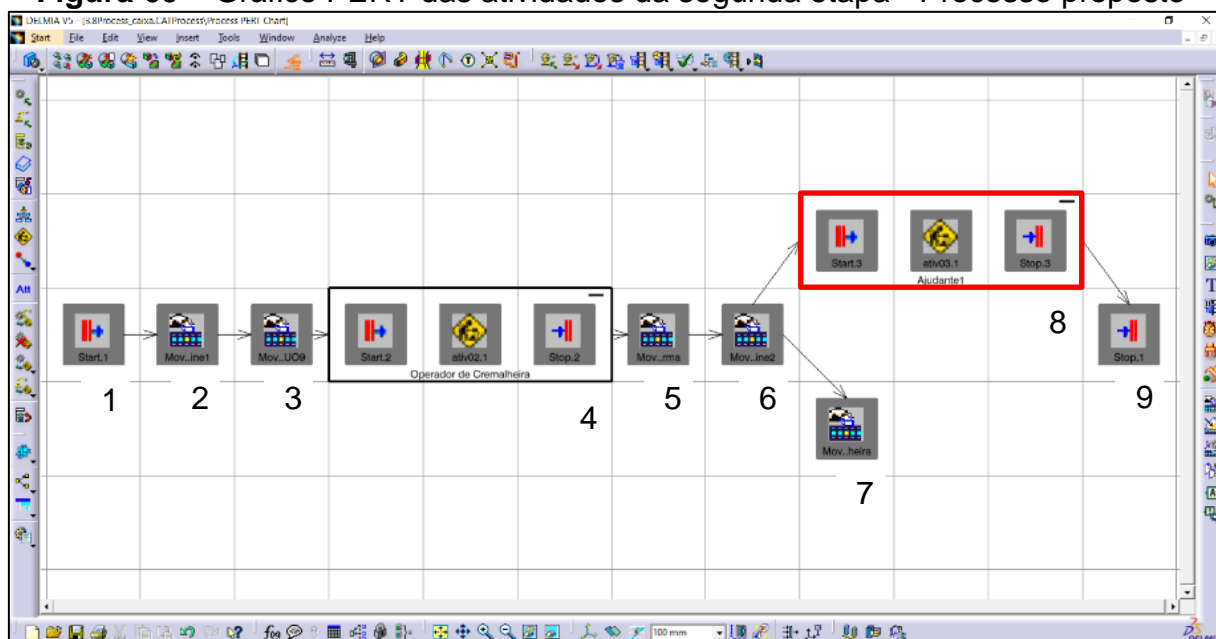 Gráfico PERT das atividades da segunda etapa - Processo proposto
DELMIA V5 - [3.8Process_caixa.CATProcess\Process PERT Chart]
Start File Edit View Insert Tools Window Analyze Help
Att
Start.3 ativ03.1 Stop.3
Ajudante1
8
Start.1 Mov..ine1 Mov..UO9 Start.2 ativ02.1 Stop.2 Mov..rma Mov..ine2 Stop.1
Operador de Cremalheira
1 2 3 4 5 6 9
Mov..heira
7
100 mm